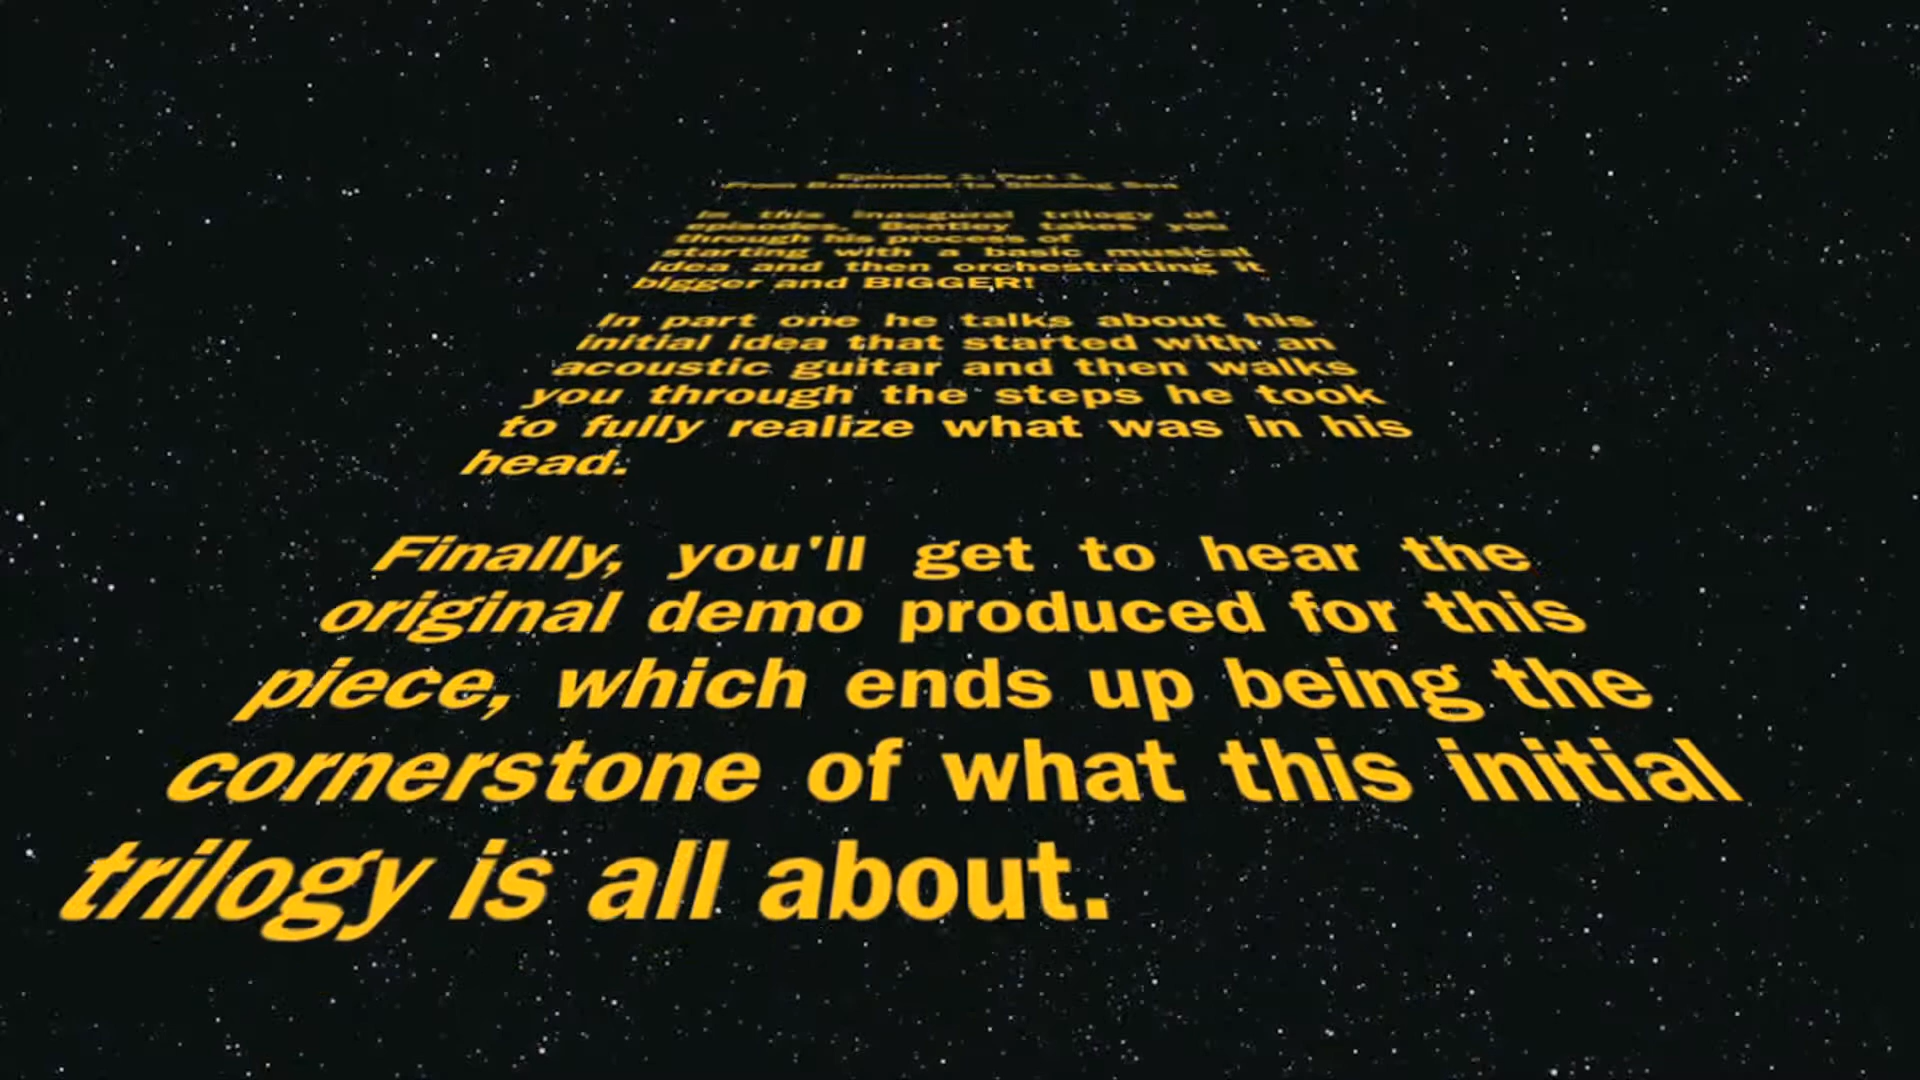 Episode 1: Part 1
From Basement to
In this inaugural trilogy of
episodes, Bentley takes you
through his process of
starting with a basic musical
idea and then orchestrating it
bigger and BIGGER!
In part one he talks about his
initial idea that started with an
acoustic guitar and then walks
you through the steps he took
to fully realize what was in his
head.
Finally, you'll get to hear the
original demo produced for this
piece, which ends up being the
cornerstone of what this initial
trilogy is all about.